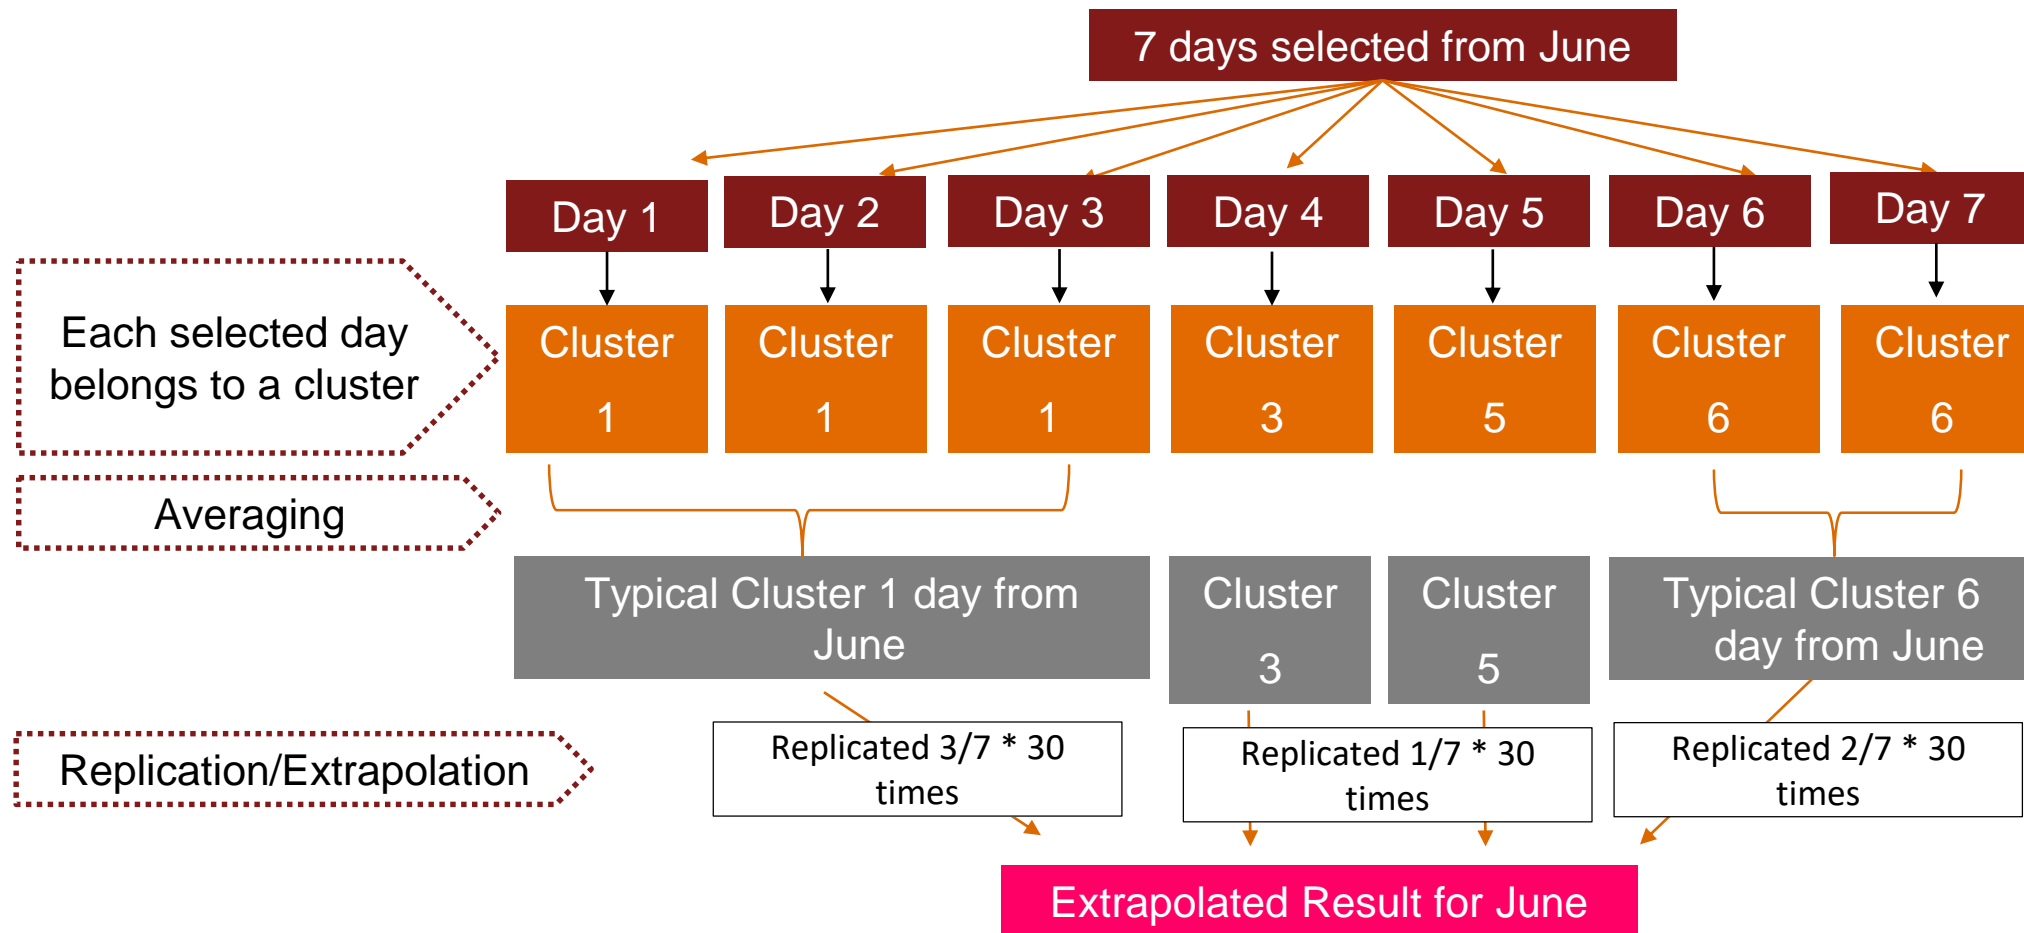 7 days selected from June
Day 1
Day 2
Day 3
Day 4
Day 5
Day 6
Day 7
Each selected day
belongs to a cluster
Cluster
1
Cluster
1
Cluster
1
Cluster
3
Cluster
5
Cluster
6
Cluster
6
Averaging
Typical Cluster 1 day from
June
Cluster
3
Cluster
5
Typical Cluster 6
day from June
Replication/Extrapolation
Replicated 3/7 * 30
times
Replicated 1/7 * 30
times
Replicated 2/7 * 30
times
Extrapolated Result for June